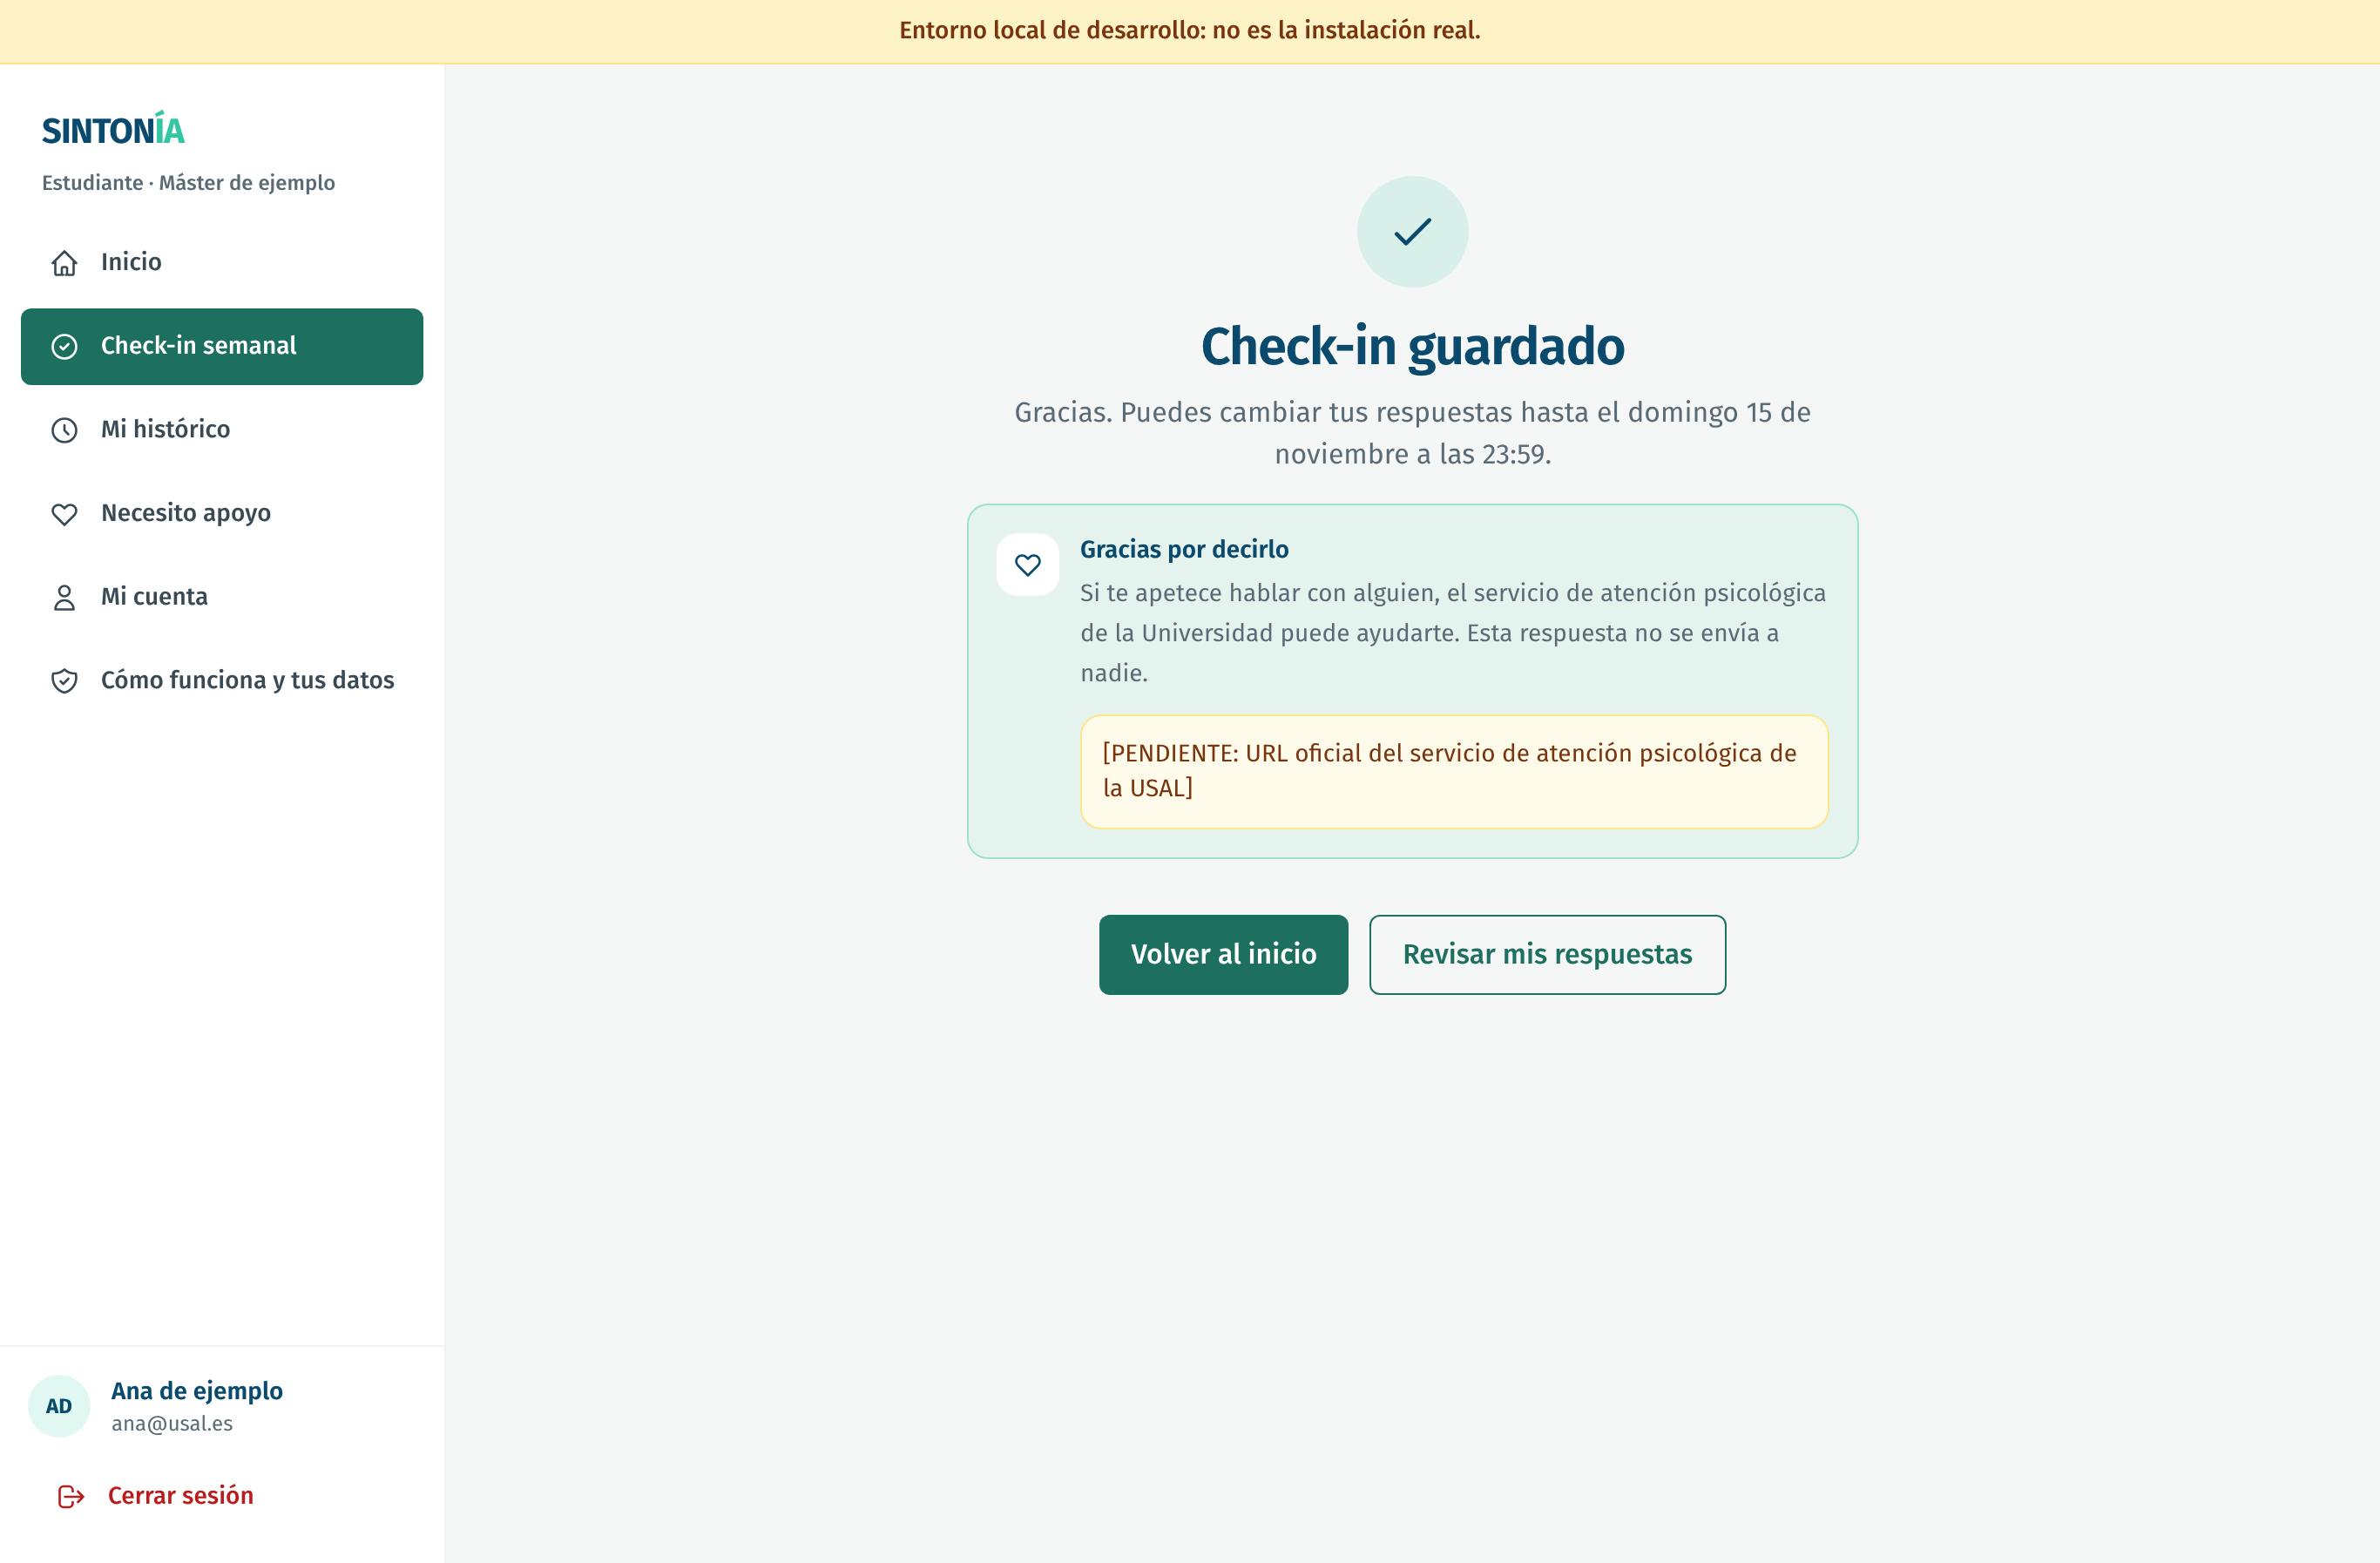 Entorno local de desarrollo: no es la instalación real.
SINTONÍA
Estudiante · Máster de ejemplo
Inicio
Check-in semanal
Mi histórico
Necesito apoyo
Mi cuenta
Cómo funciona y tus datos
Check-in guardado
Gracias. Puedes cambiar tus respuestas hasta el domingo 15 de
noviembre a las 23:59.
Gracias por decirlo
Si te apetece hablar con alguien, el servicio de atención psicológica
de la Universidad puede ayudarte. Esta respuesta no se envía a
nadie.
[PENDIENTE: URL oficial del servicio de atención psicológica de
la USAL]
Volver al inicio
Revisar mis respuestas
AD
Ana de ejemplo
ana@usal.es
Cerrar sesión